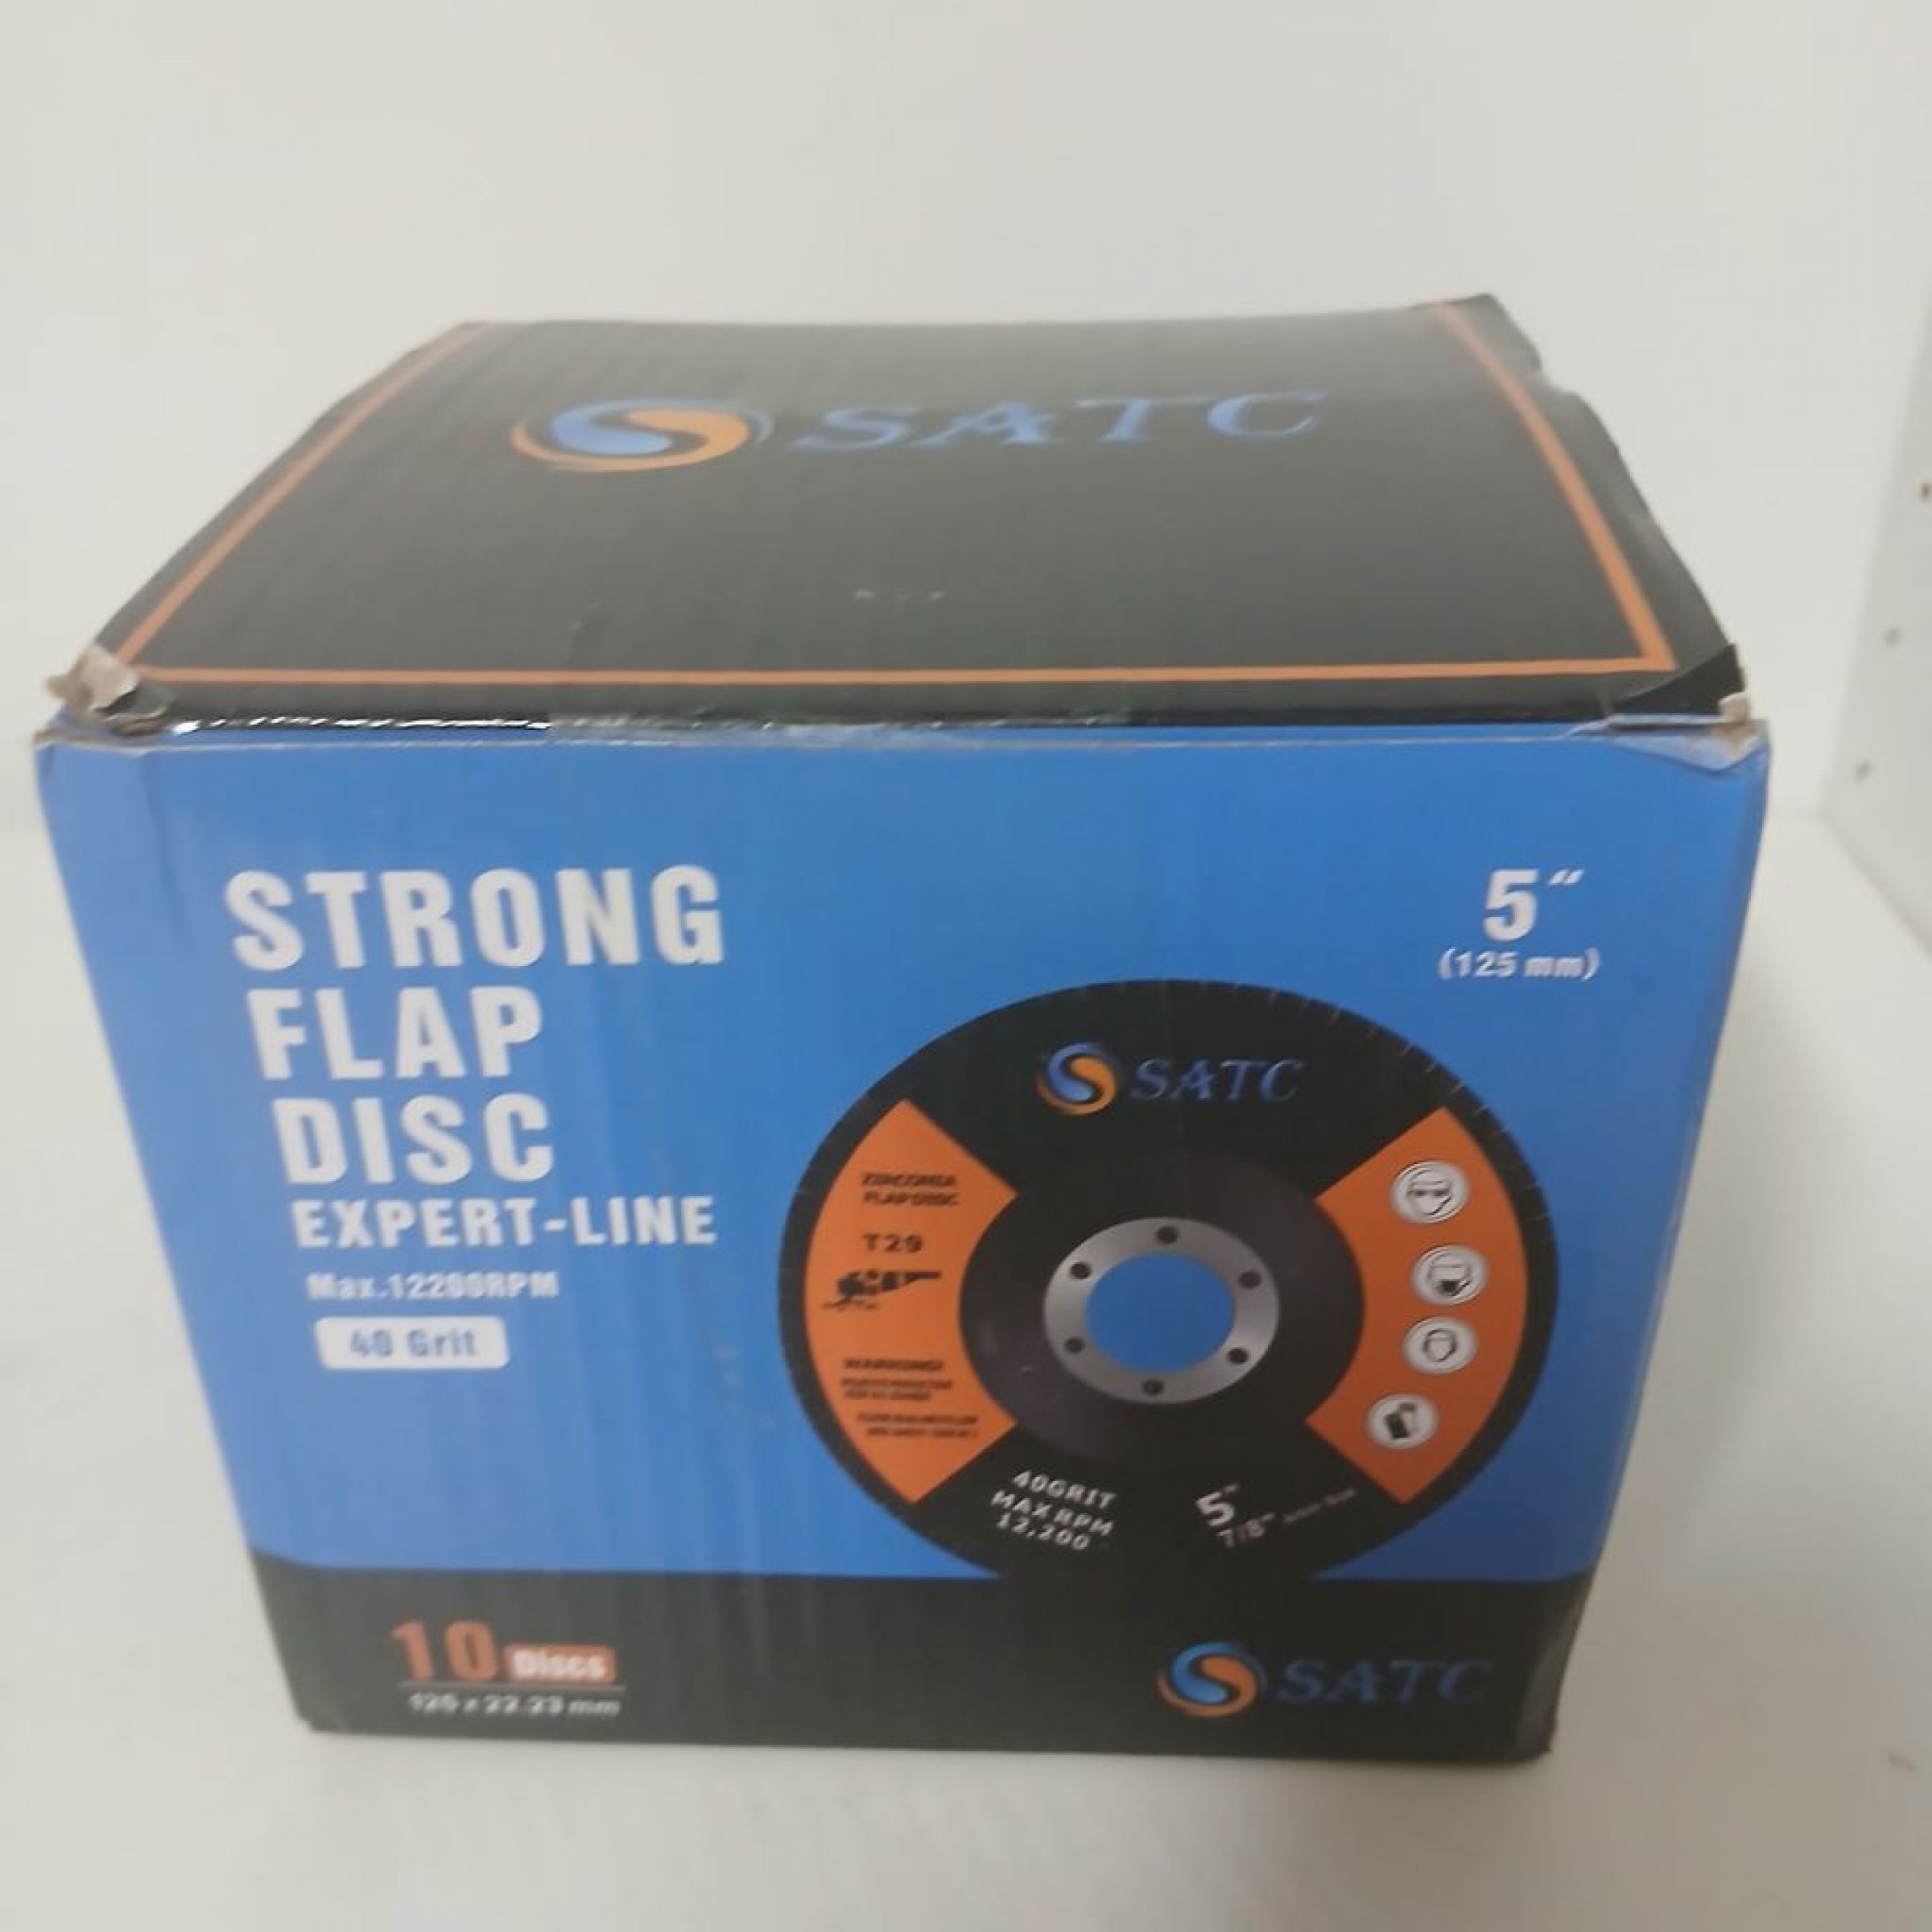 SATC
STRONG
FLAP
DISC
EXPERT-LINE
Max.12200RPM
40 Grit
5“
(125 mm)
SATC
ZIRCONIA
FLAP DISC
T29
WARNING!
40GRIT
MAX RPM
12,200
5"
7/8"
10 Discs
125 x 22.23 mm
SATC